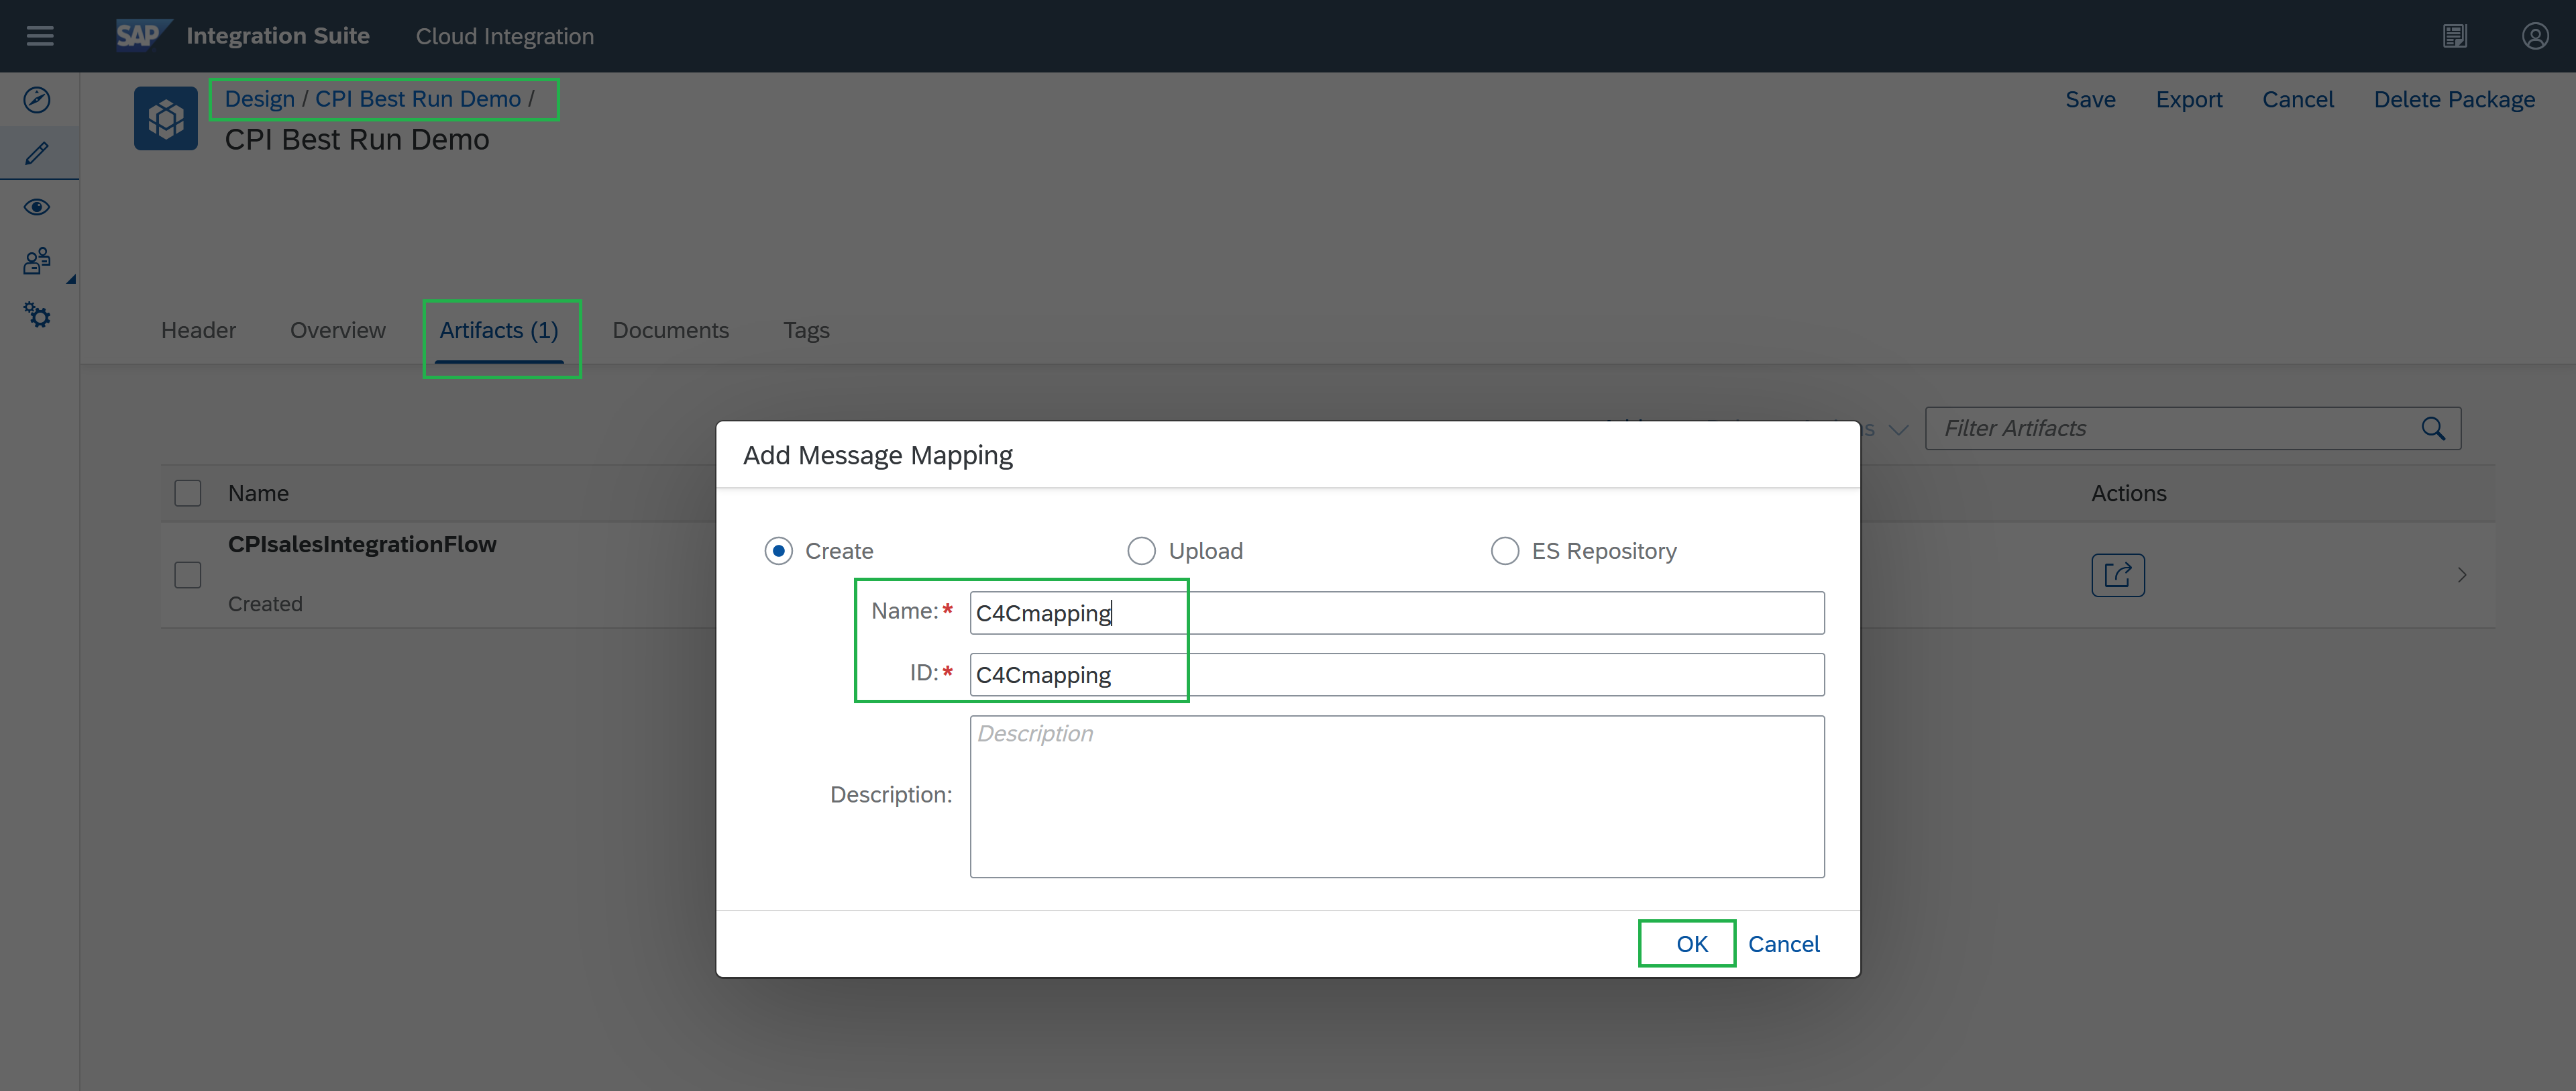 SAP Integration Suite Cloud Integration
Design / CPI Best Run Demo /
Save Export Cancel Delete Package
CPI Best Run Demo
Header Overview Artifacts (1) Documents Tags
Filter Artifacts
Add Message Mapping
Name Actions
CPIsalesIntegrationFlow
Created
Create Upload ES Repository
Name:* C4Cmapping
ID:* C4Cmapping
Description
Description:
OK Cancel